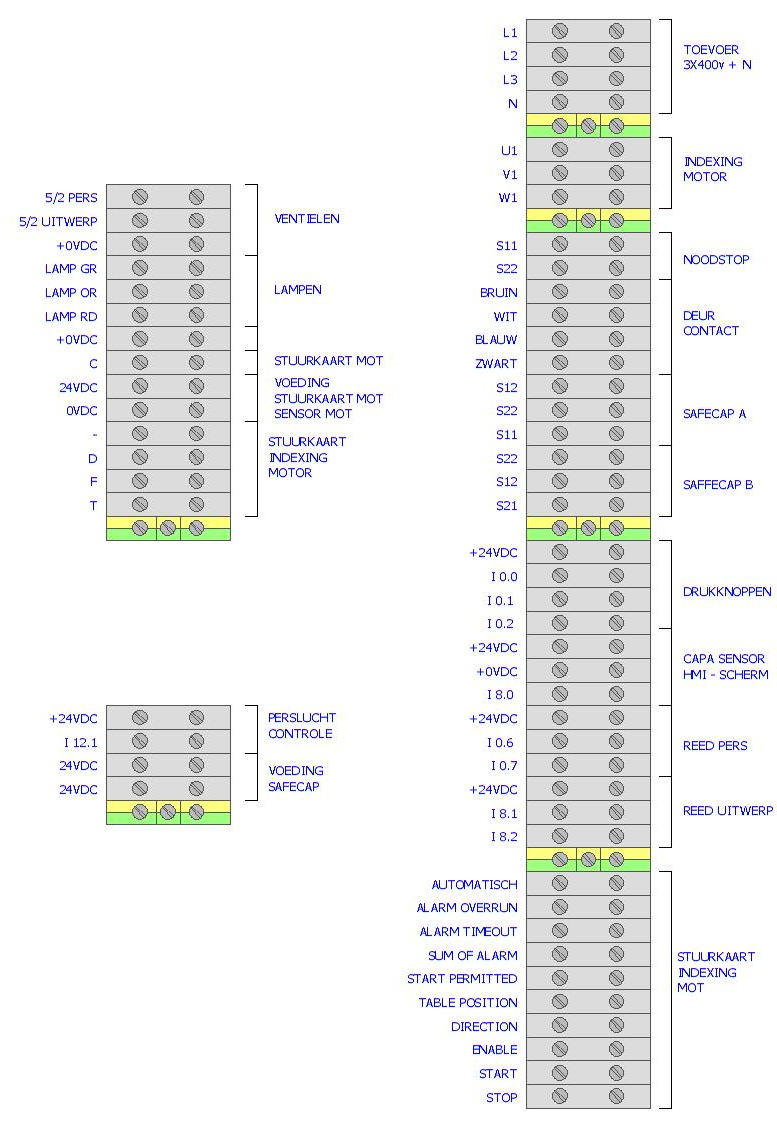 L1
L2
L3
N
TOEVOER
3X400v + N
U1
V1
W1
INDEXING
MOTOR
S11
S22
NOODSTOP
BRUIN
WIT
BLAUW
ZWART
DEUR
CONTACT
S12
S22
S11
SAFECAP A
S22
S12
S21
SAFFECAP B
+24VDC
I 0.0
I 0.1
I 0.2
DRUKKNOPPEN
+24VDC
+0VDC
I 8.0
CAPA SENSOR
HMI - SCHERM
+24VDC
I 0.6
I 0.7
REED PERS
+24VDC
I 8.1
I 8.2
REED UITWERP
AUTOMATISCH
ALARM OVERRUN
ALARM TIMEOUT
SUM OF ALARM
START PERMITTED
TABLE POSITION
DIRECTION
ENABLE
START
STOP
STUURKAART
INDEXING
MOT
5/2 PERS
5/2 UITWERP
+0VDC
VENTIELEN
LAMP GR
LAMP OR
LAMP RD
LAMPEN
+0VDC
C
STUURKAART MOT
24VDC
0VDC
VOEDING
STUURKAART MOT
SENSOR MOT
-
D
F
T
STUURKAART
INDEXING
MOTOR
+24VDC
I 12.1
PERSLUCHT
CONTROLE
24VDC
24VDC
VOEDING
SAFECAP